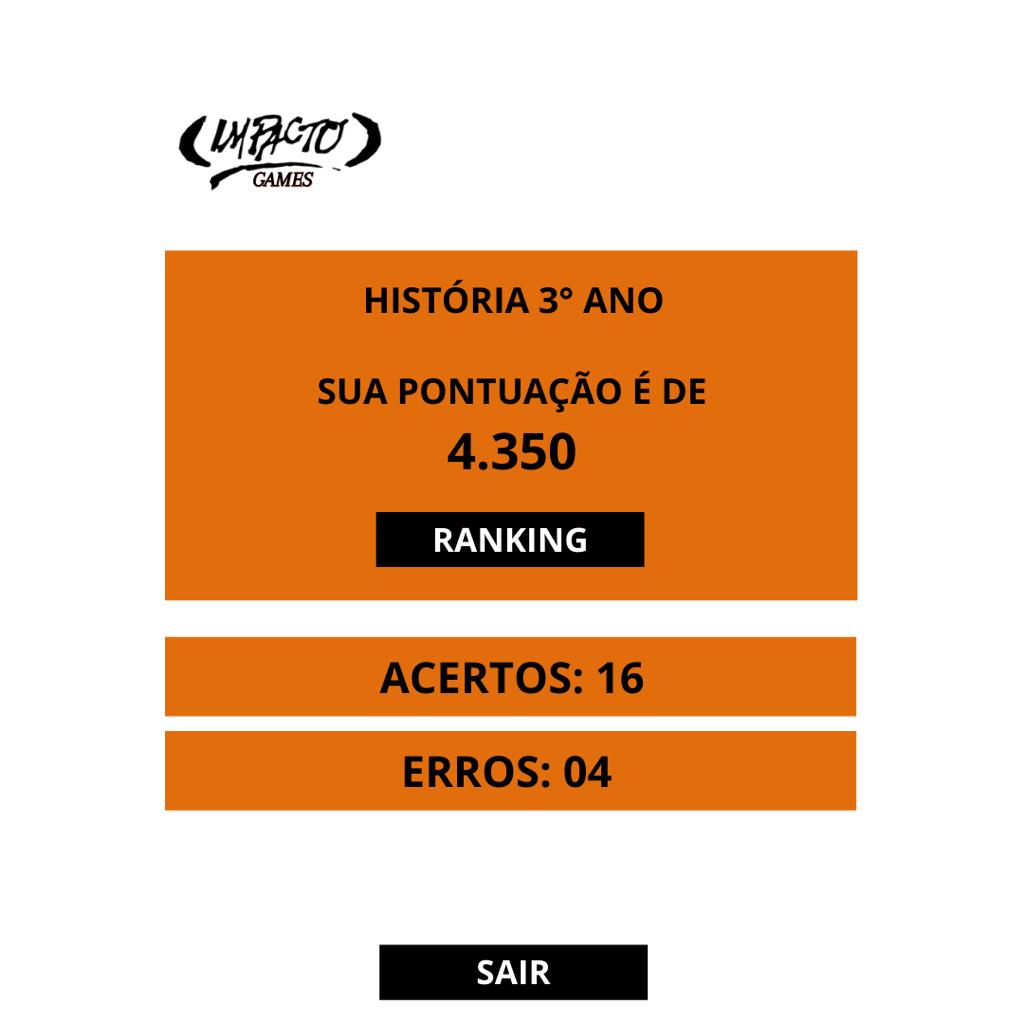 IMPACTO
GAMES
HISTÓRIA 3° ANO
SUA PONTUAÇÃO É DE
4.350
RANKING
ACERTOS: 16
ERROS: 04
SAIR